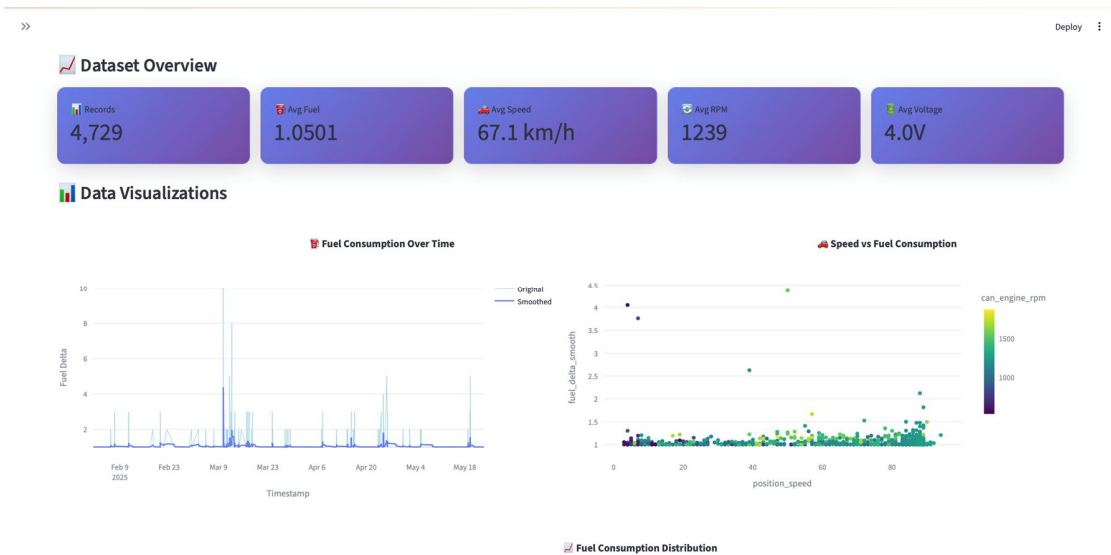 Deploy
Dataset Overview
Records
4,729
Avg Fuel
1.0501
Avg Speed
67.1 km/h
Avg RPM
1239
Avg Voltage
4.0V
Data Visualizations
Fuel Consumption Over Time
Original
Smoothed
10
8
6
4
2
Fuel Delta
Feb 9
2025
Feb 23
Mar 9
Mar 23
Apr 6
Apr 20
May 4
May 18
Timestamp
Speed vs Fuel Consumption
4.5
4
3.5
3
2.5
2
1.5
1
fuel_delta_smooth
0
20
40
60
80
position_speed
can_engine_rpm
1500
1000
Fuel Consumption Distribution